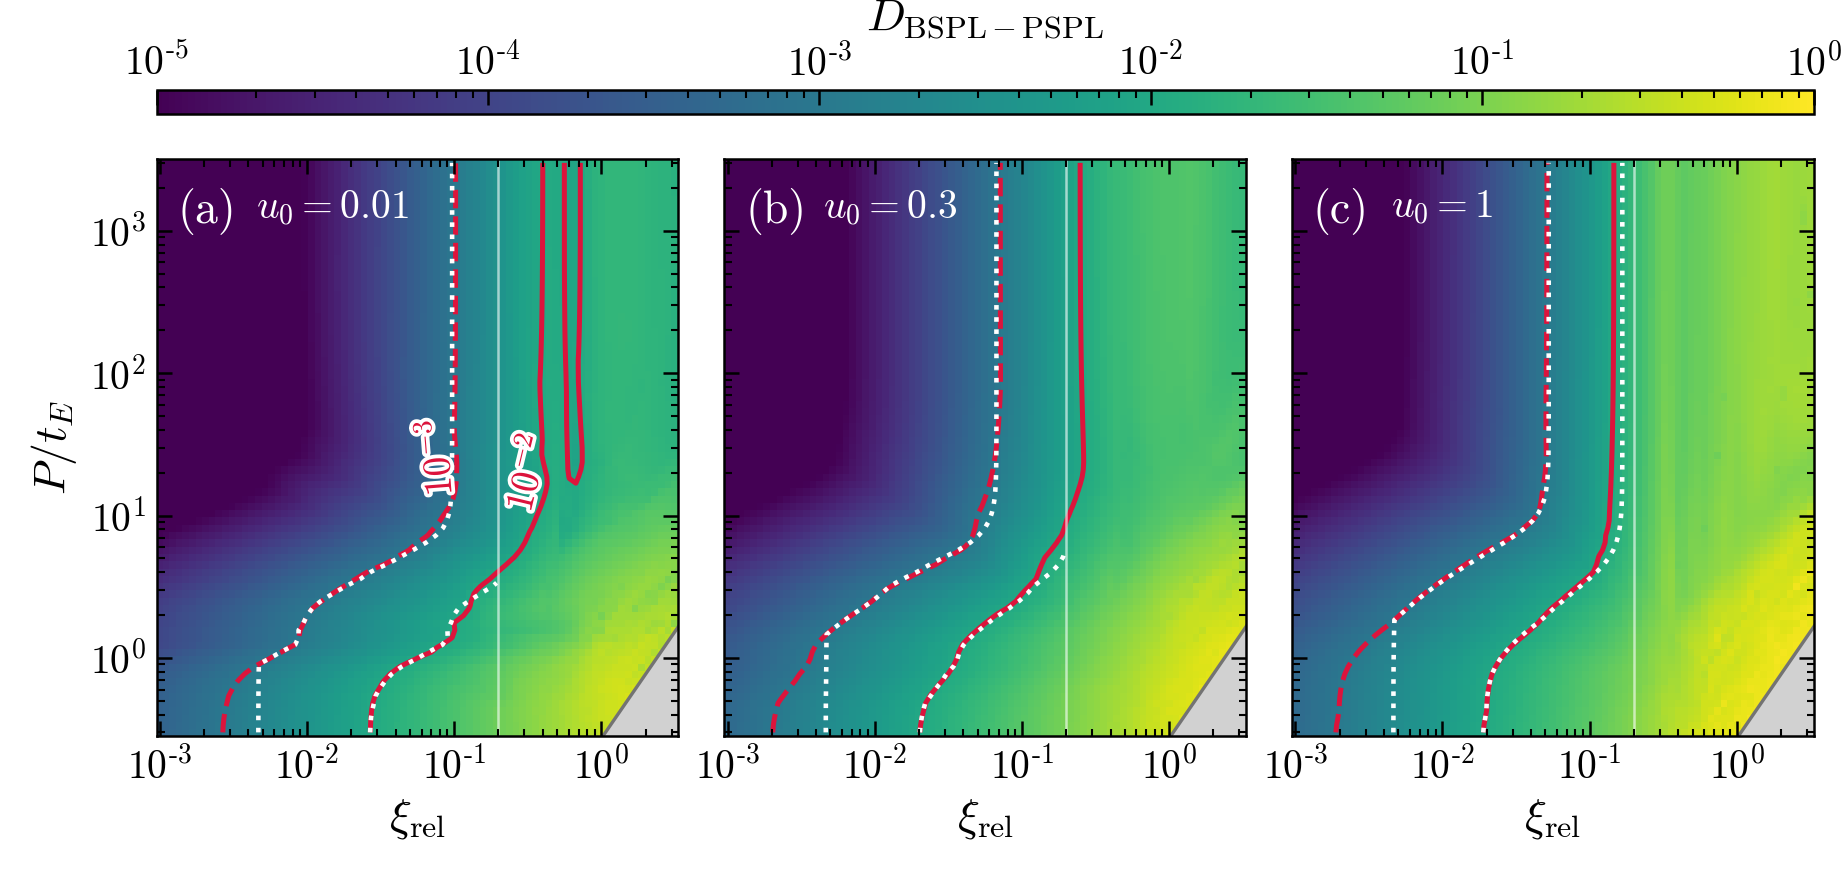 D_BSPL−PSPL
10^-5 10^-4 10^-3 10^-2 10^-1 10^0
(a) u_0 = 0.01
(b) u_0 = 0.3
(c) u_0 = 1
P/t_E
10^3
10^2
10^1
10^0
10^−3
10^−2
10^-3 10^-2 10^-1 10^0
10^-3 10^-2 10^-1 10^0
10^-3 10^-2 10^-1 10^0
ξ_rel
ξ_rel
ξ_rel